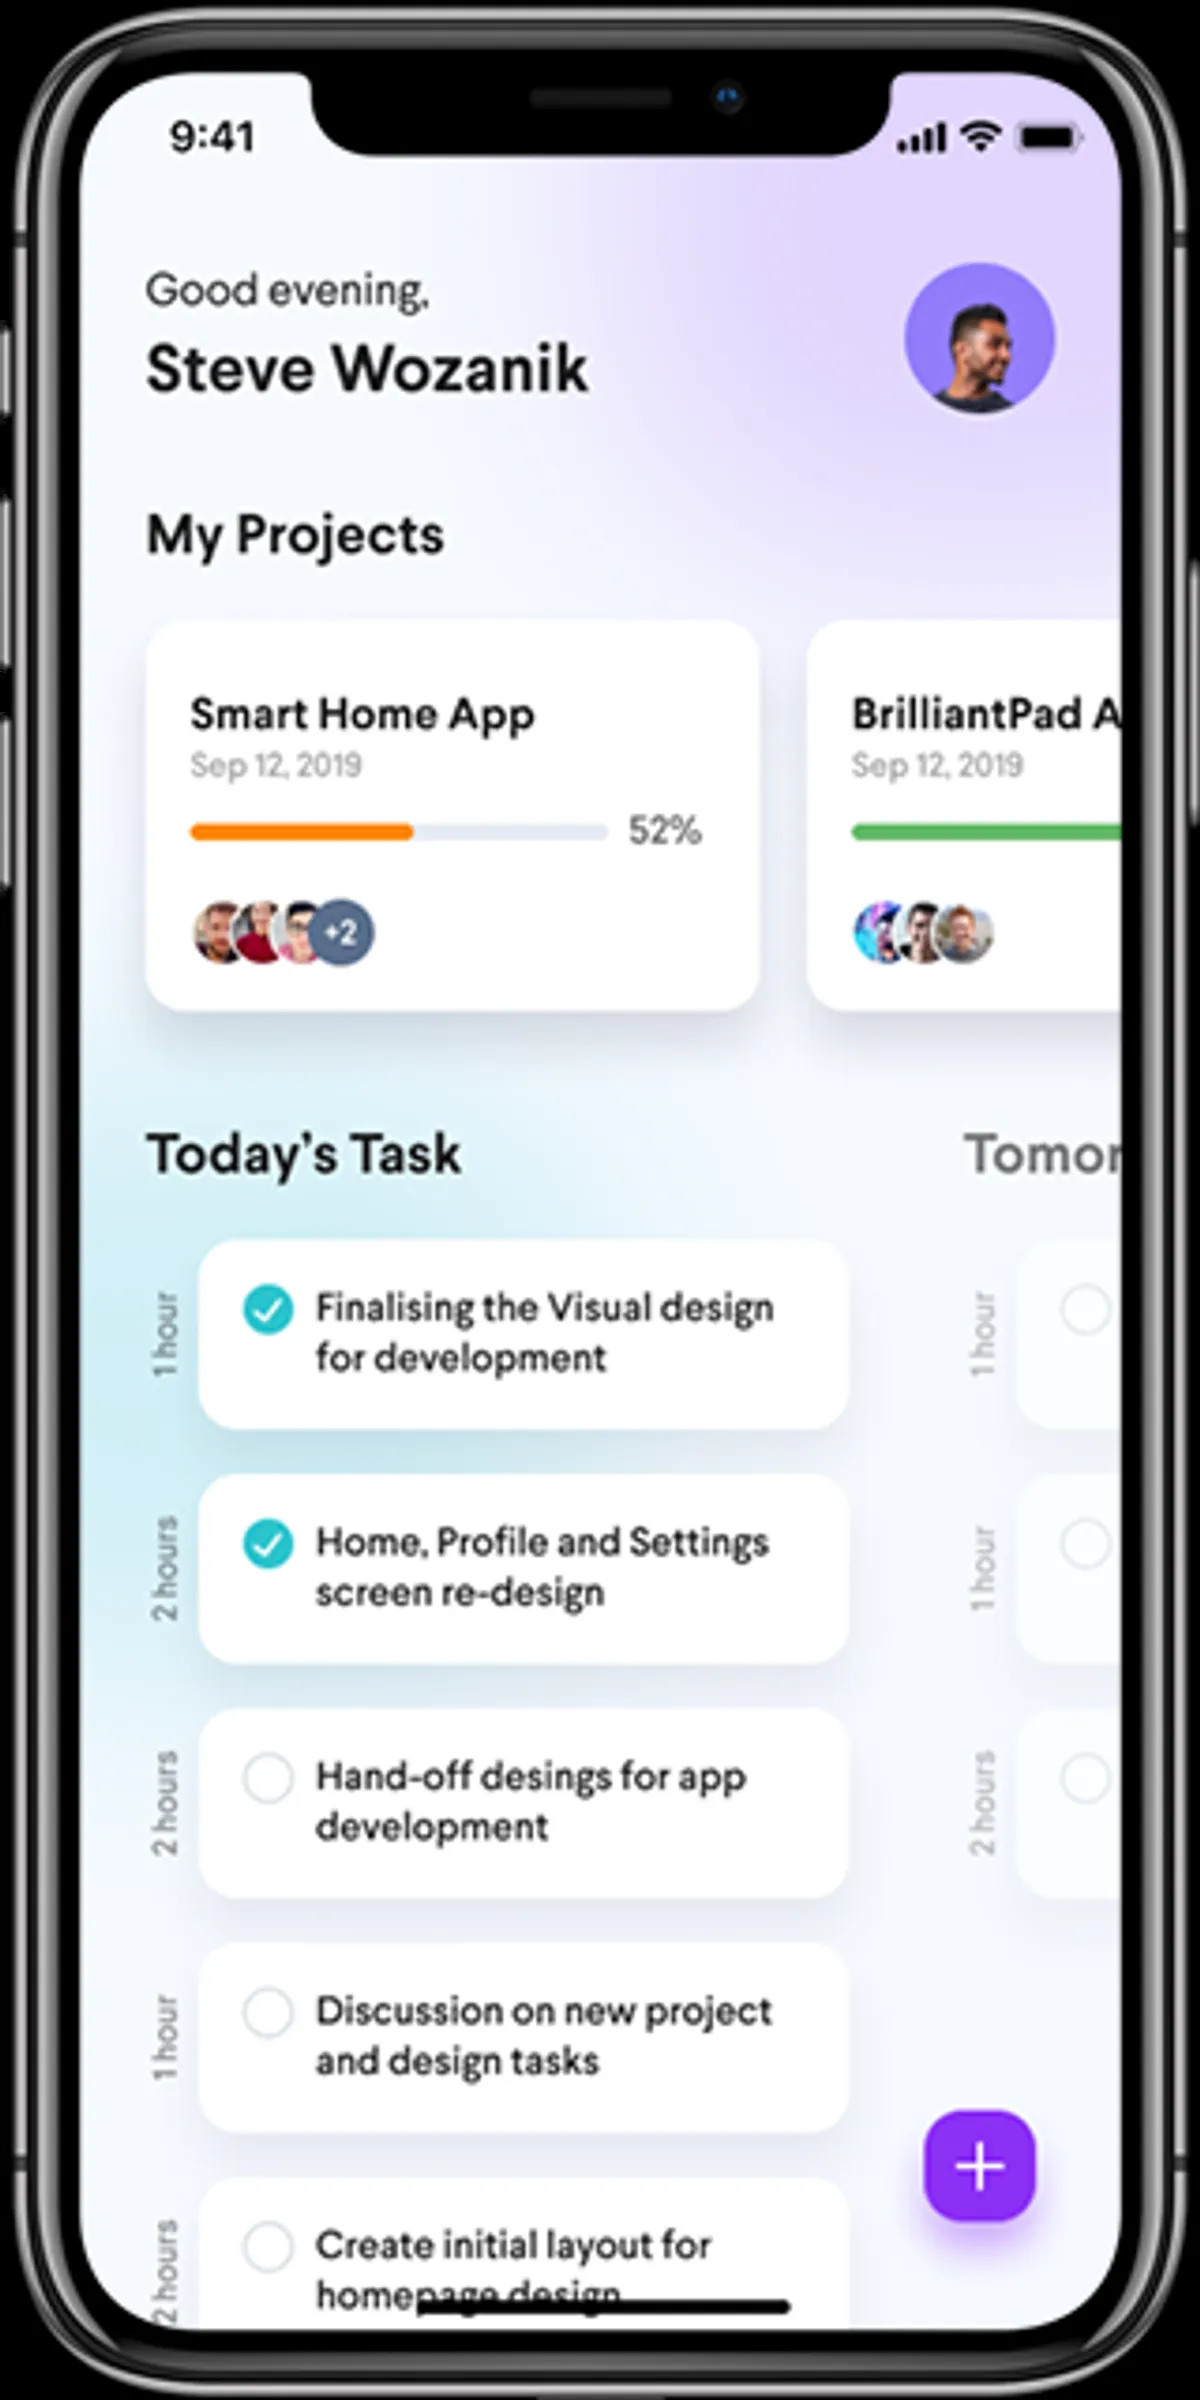 9:41
Good evening,
Steve Wozanik
My Projects
Smart Home App
Sep 12, 2019
52%
+2
BrilliantPad A
Sep 12, 2019
Today's Task
1 hour
Finalising the Visual design
for development
2 hours
Home, Profile and Settings
screen re-design
2 hours
Hand-off desings for app
development
1 hour
Discussion on new project
and design tasks
2 hours
Create initial layout for
homepage design
Tomor
1 hour
1 hour
2 hours